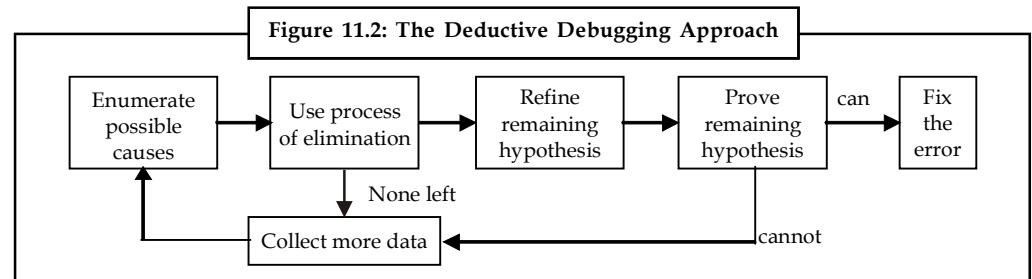 Figure 11.2: The Deductive Debugging Approach
Enumerate
possible
causes
Use process
of elimination
Refine
remaining
hypothesis
Prove
remaining
hypothesis
can
Fix
the
error
None left
Collect more data
cannot